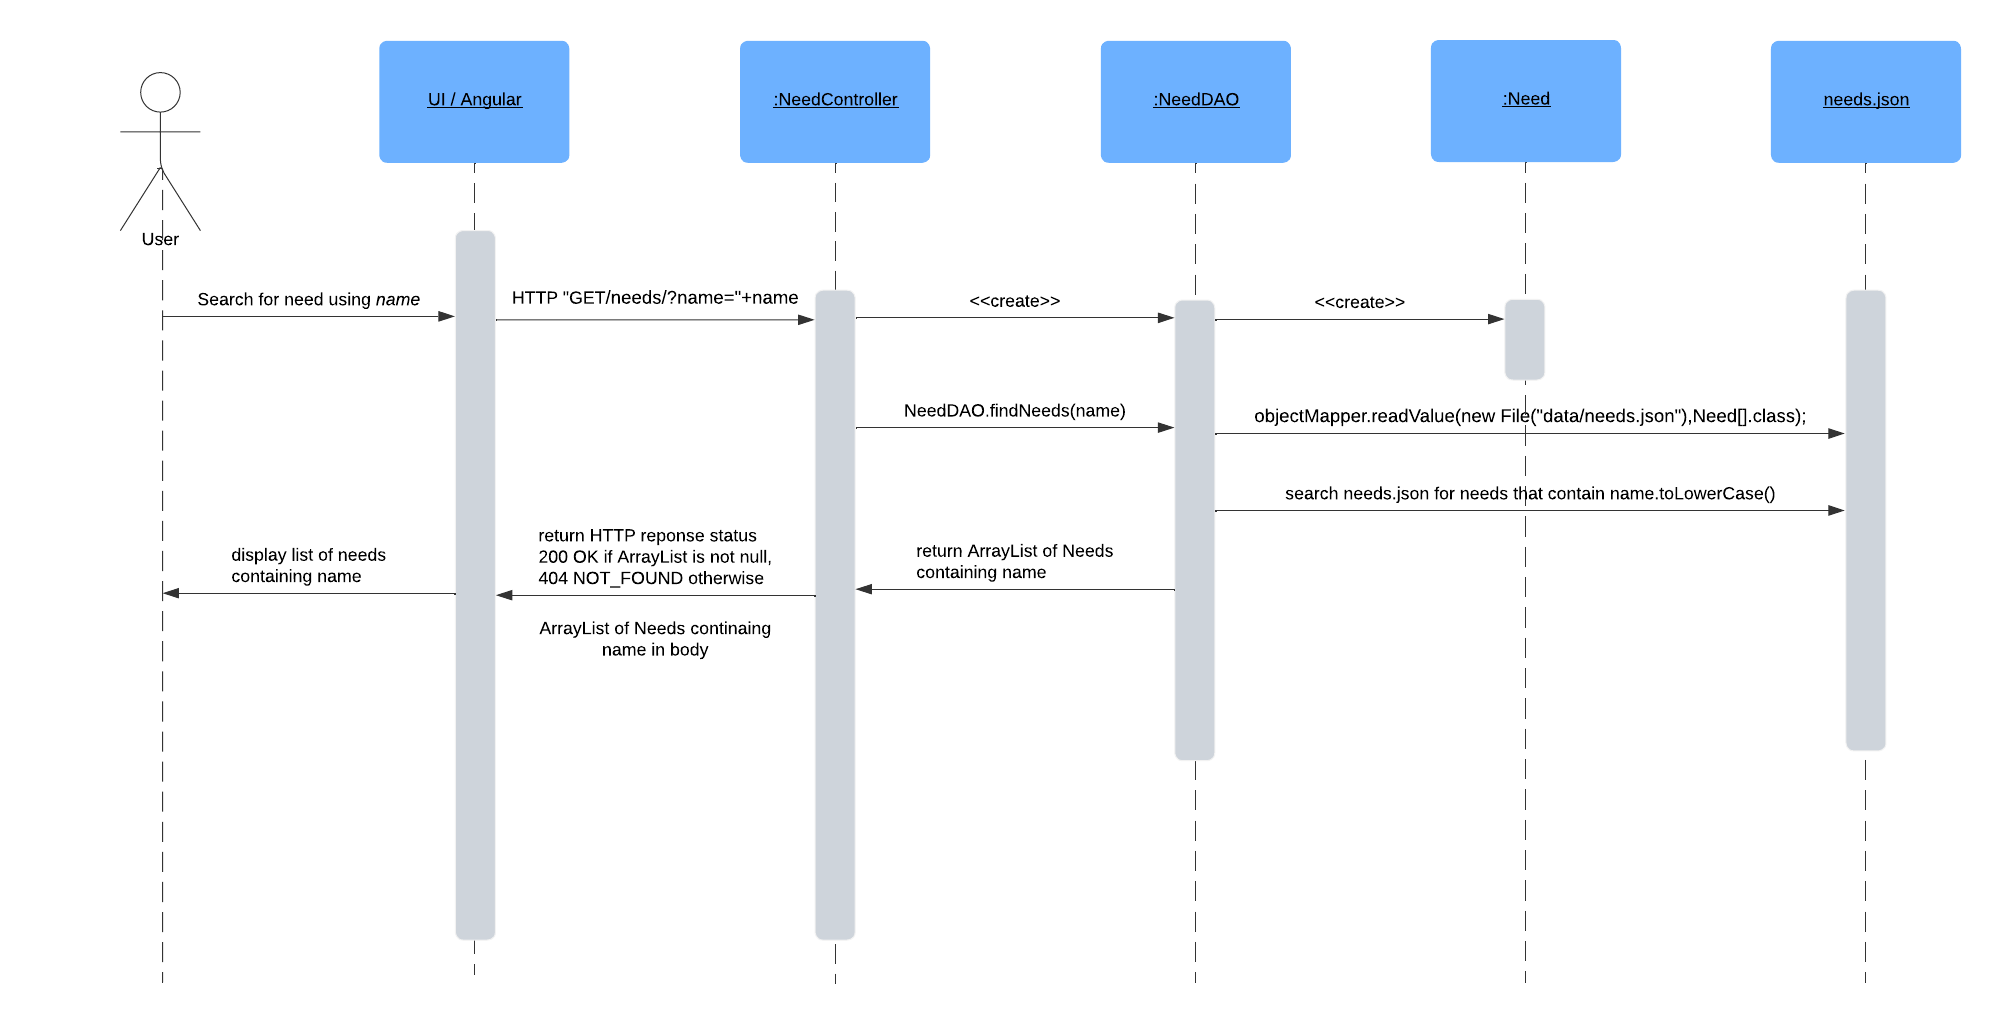 UI / Angular
:NeedController
:NeedDAO
:Need
needs.json
User
Search for need using name
HTTP "GET/needs/?name="+name
<<create>>
<<create>>
NeedDAO.findNeeds(name)
objectMapper.readValue(new File("data/needs.json"),Need[].class);
search needs.json for needs that contain name.toLowerCase()
display list of needs
containing name
return HTTP reponse status
200 OK if ArrayList is not null,
404 NOT_FOUND otherwise
return ArrayList of Needs
containing name
ArrayList of Needs continaing
name in body